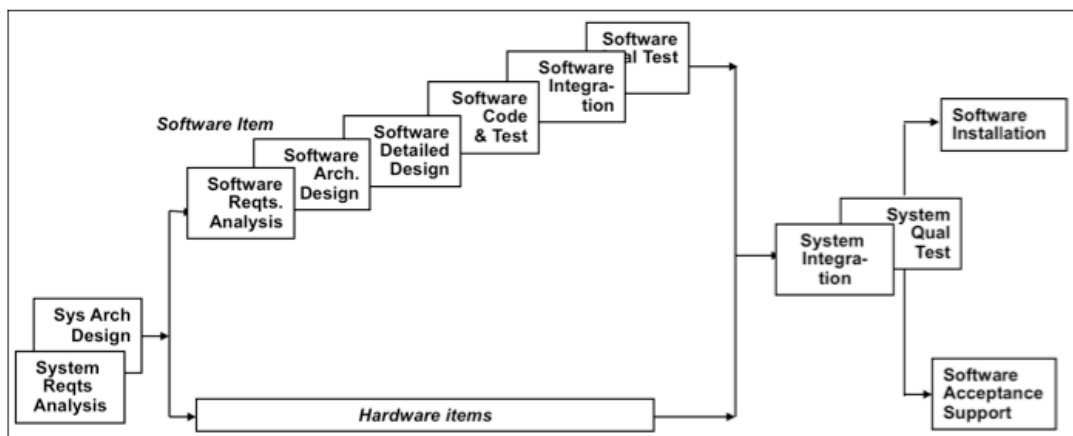 Software
Test
Software
Integra-
tion
Software
Code
& Test
Software Item
Software
Detailed
Design
Software
Arch.
Design
Software
Reqts.
Analysis
Software
Installation
System
Qual
Test
System
Integra-
tion
Sys Arch
Design
System
Reqts
Analysis
Hardware items
Software
Acceptance
Support